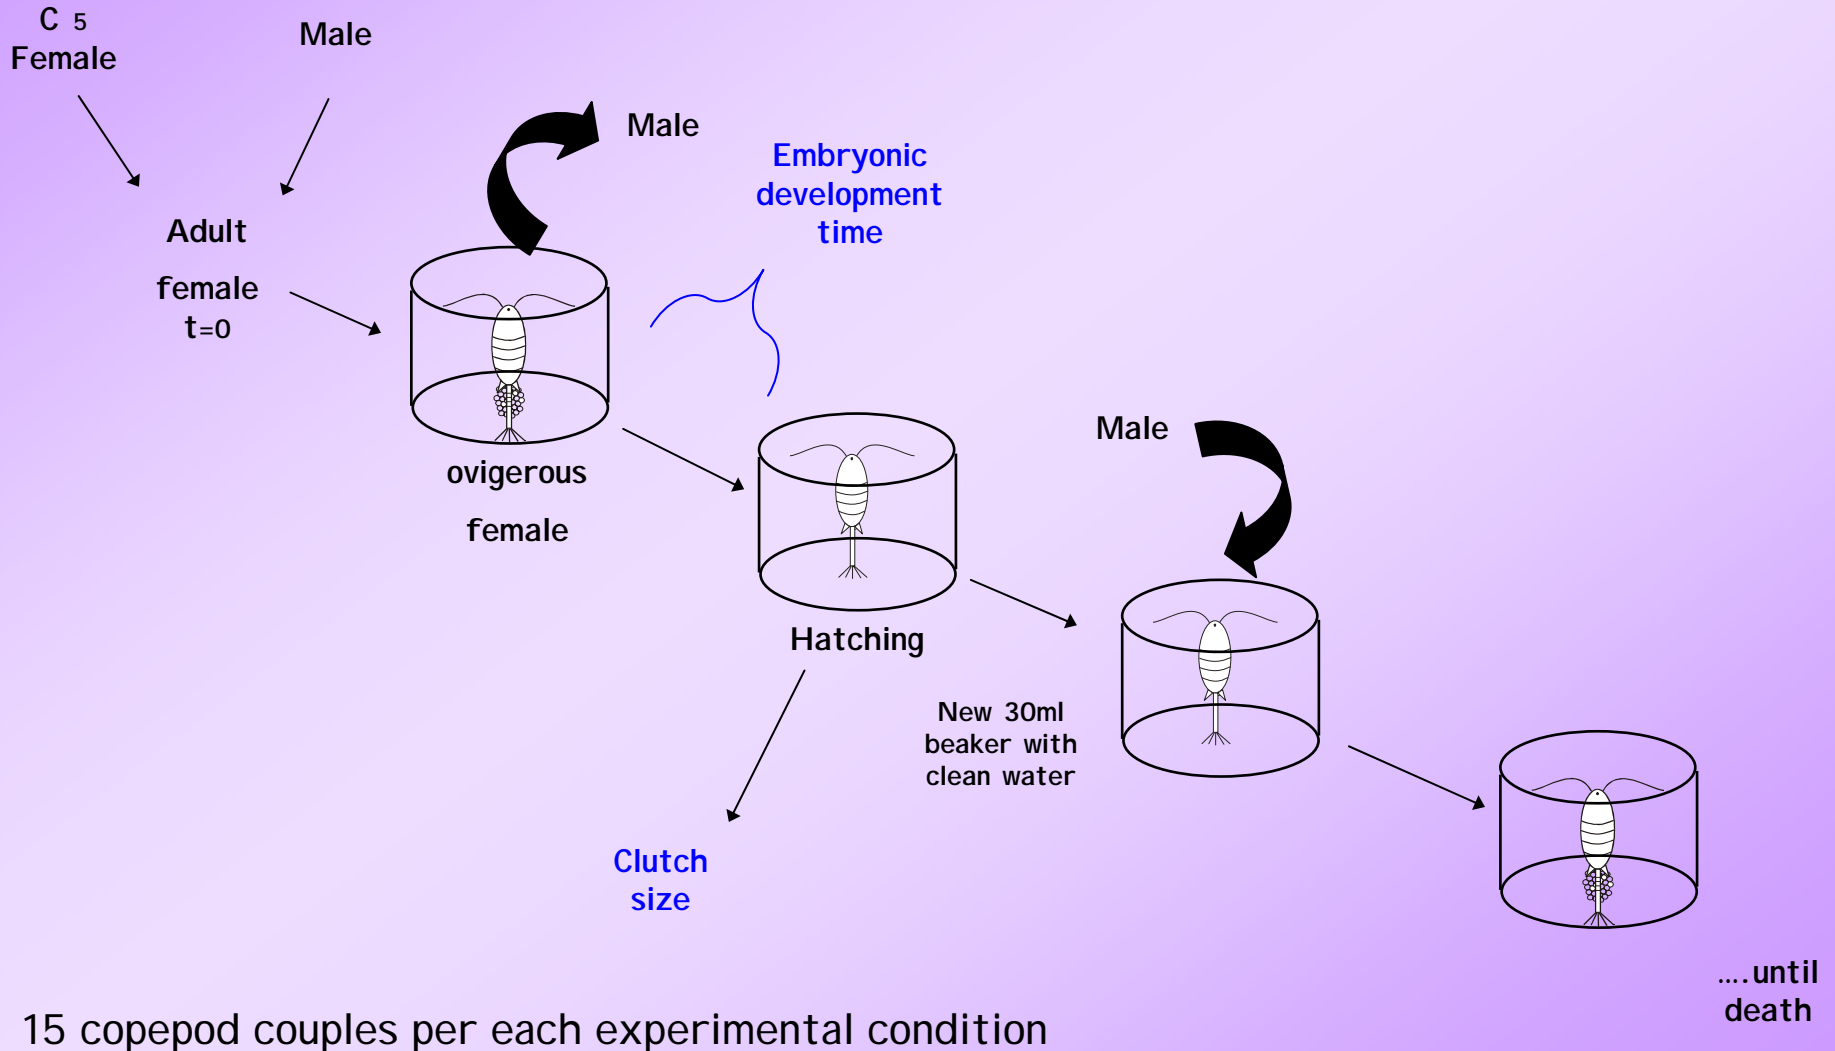 C 5
Female
Male
Adult
female
t=0
Male
Embryonic
development
time
ovigerous
female
Male
Hatching
New 30ml
beaker with
clean water
Clutch
size
....until
death
15 copepod couples per each experimental condition